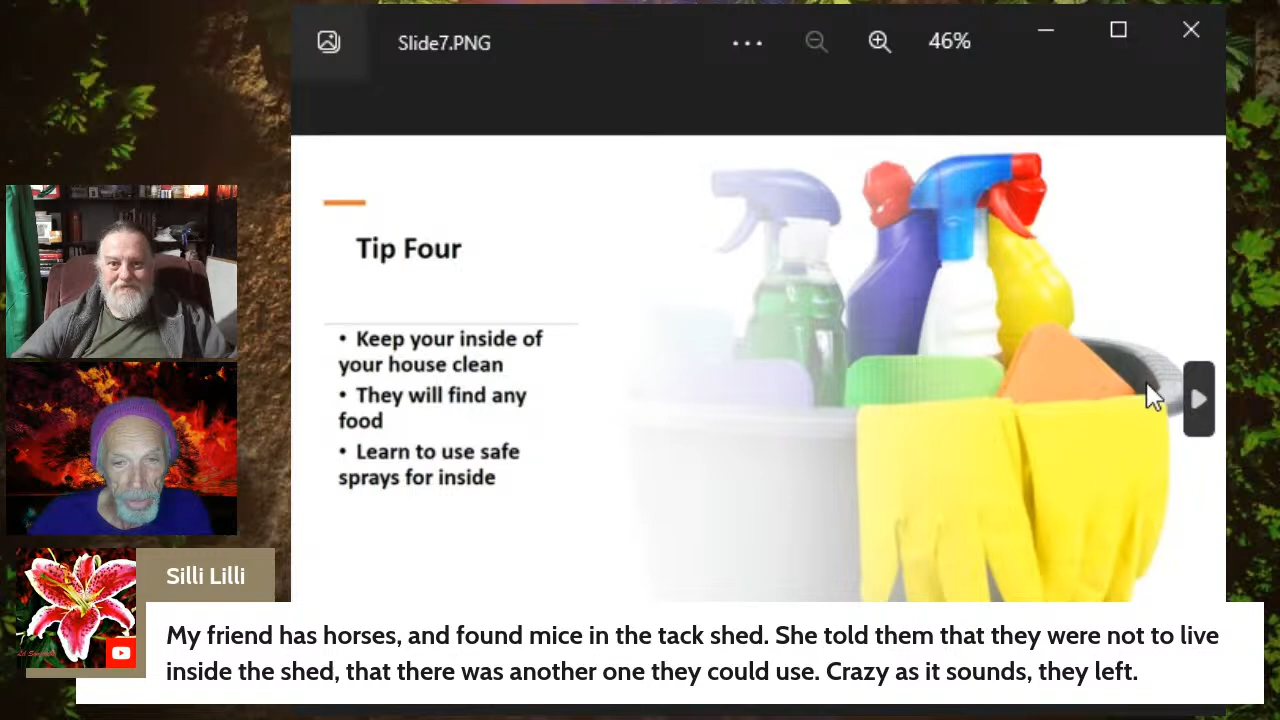 Slide7.PNG
46%
Tip Four
• Keep your inside of
your house clean
• They will find any
food
• Learn to use safe
sprays for inside
Silli Lilli
My friend has horses, and found mice in the tack shed. She told them that they were not to live
inside the shed, that there was another one they could use. Crazy as it sounds, they left.